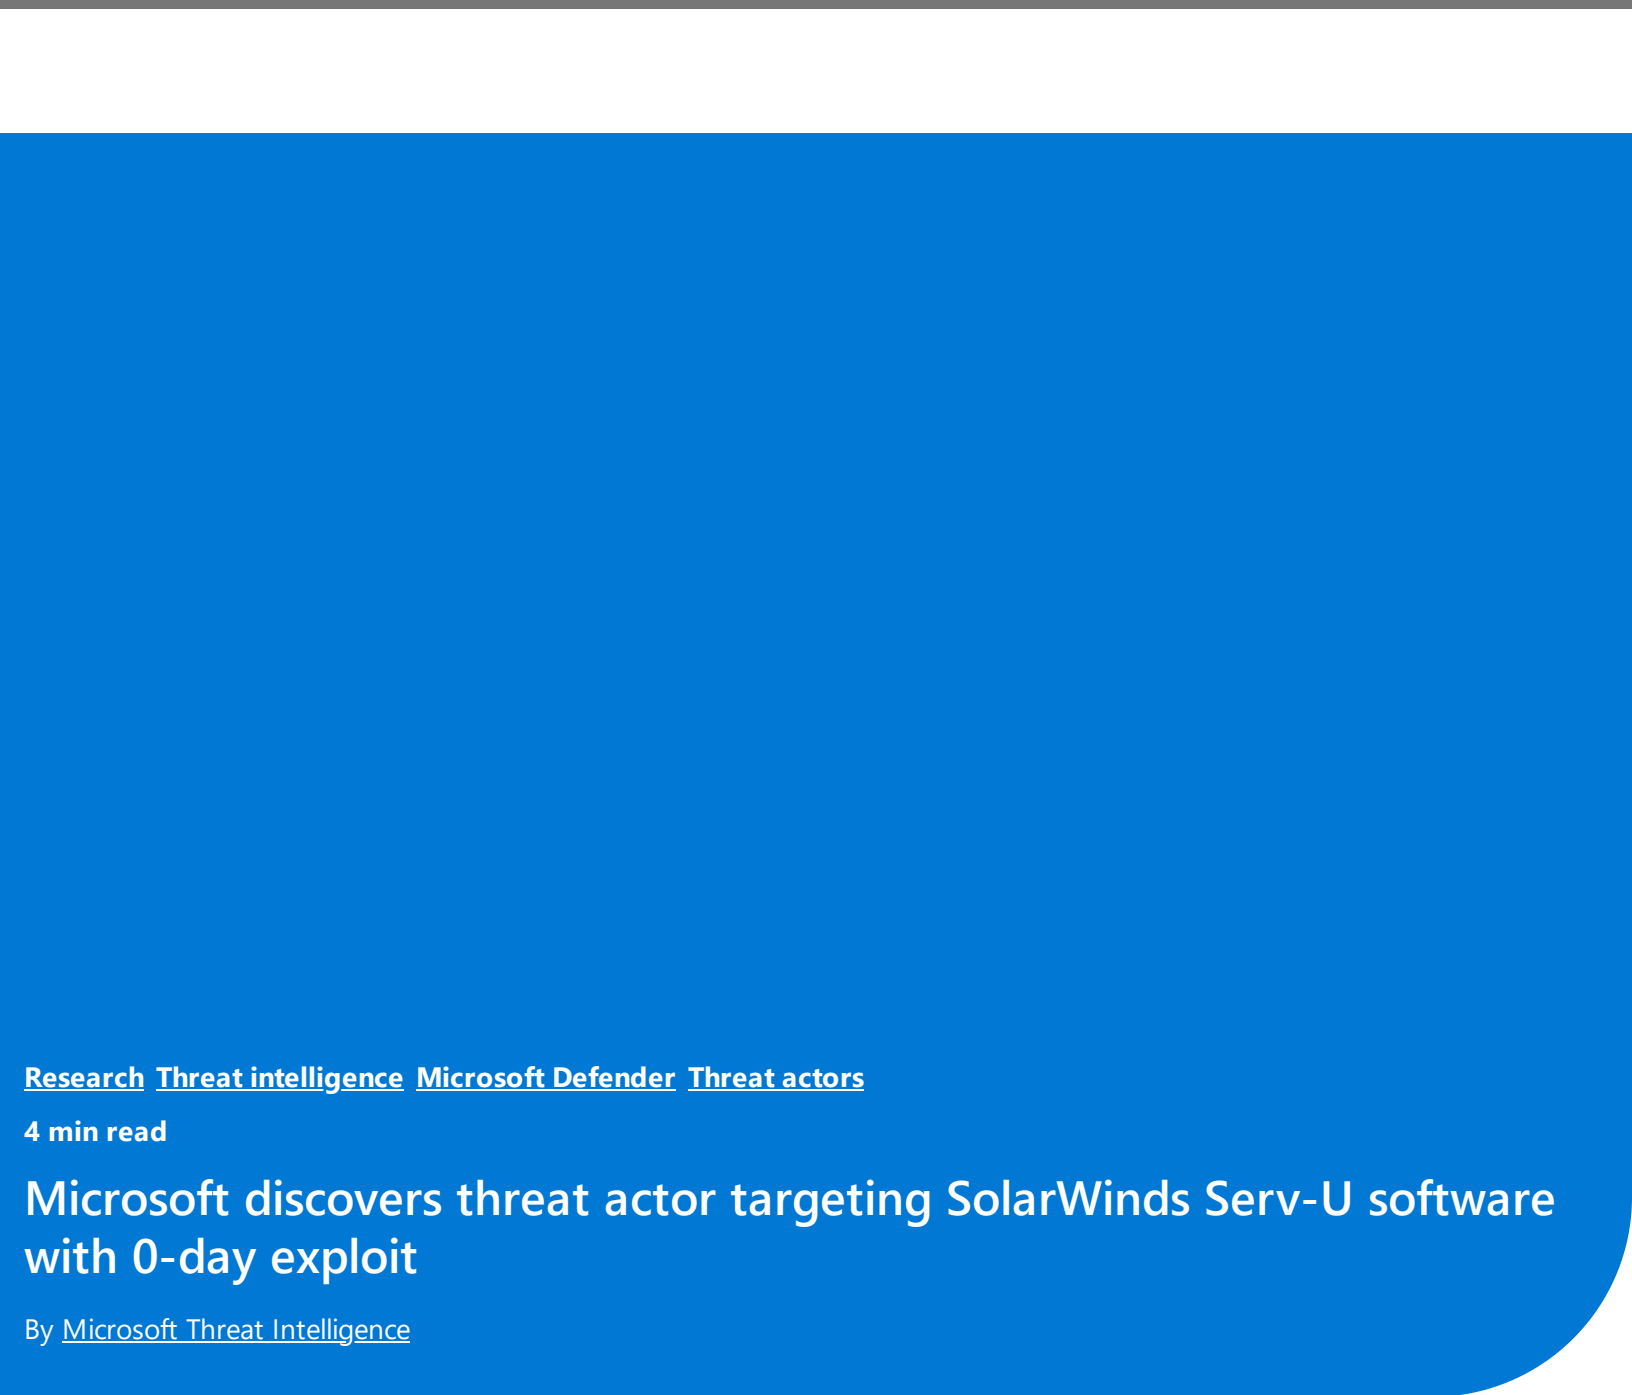 Research Threat intelligence Microsoft Defender Threat actors
4 min read
Microsoft discovers threat actor targeting SolarWinds Serv-U software
with 0-day exploit
By Microsoft Threat Intelligence